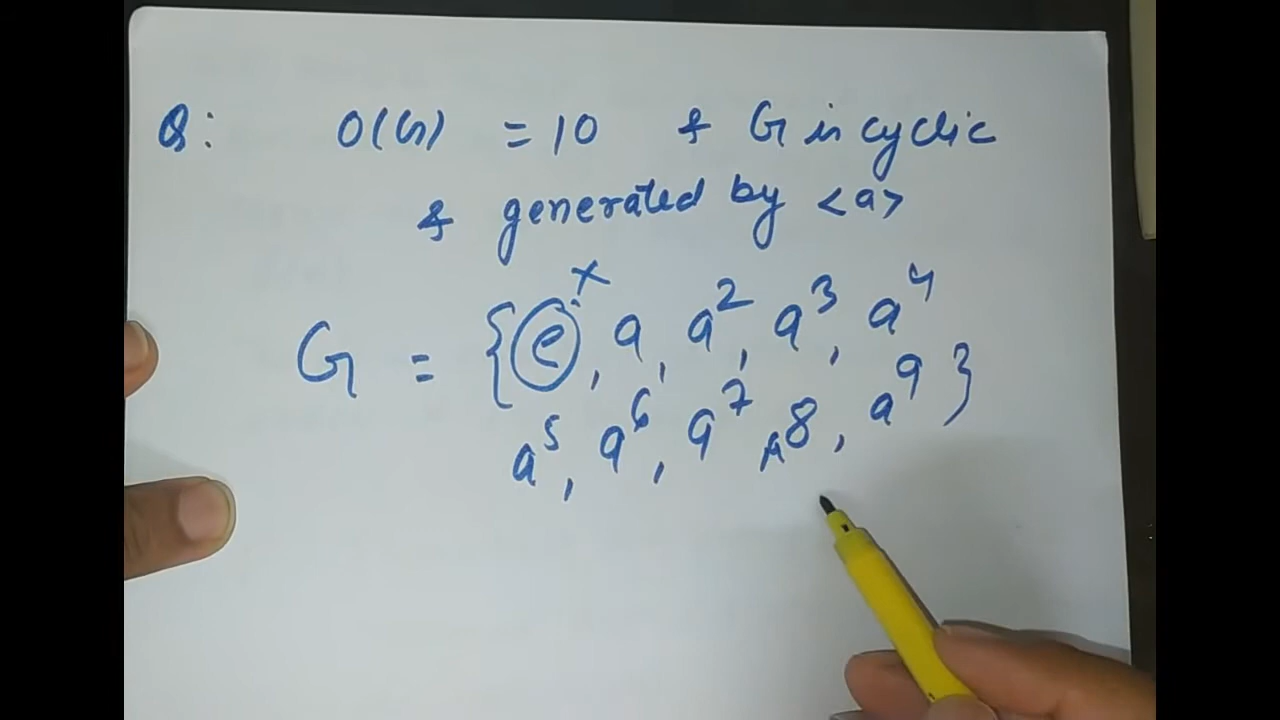 Q: O(G) = 10 & G is cyclic
& generated by <a>
x
G = {e, a, a², a³, a⁴
a⁵, a⁶, a⁷, a⁸, a⁹}